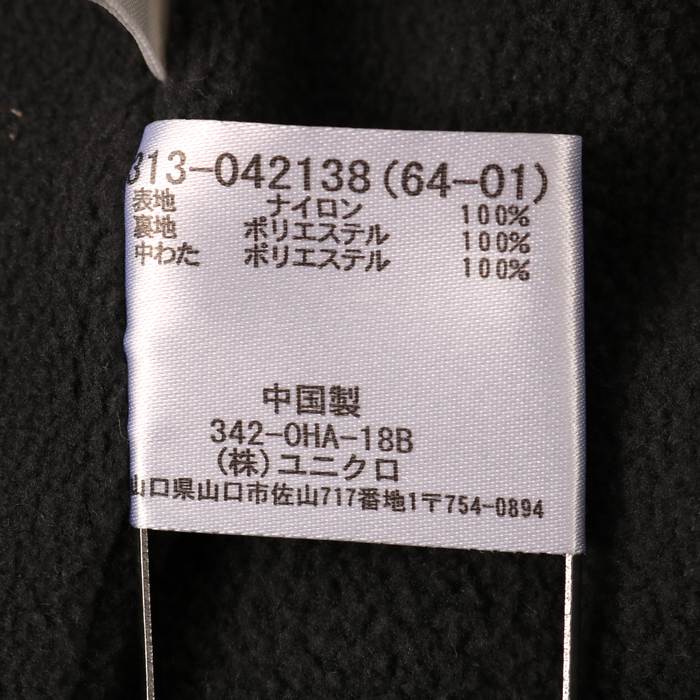 313-042138(64-01)
表地 ナイロン 100%
裏地 ポリエステル 100%
中わた ポリエステル 100%
中国製
342-OHA-18B
(株)ユニクロ
山口県山口市佐山717番地1〒754-0894